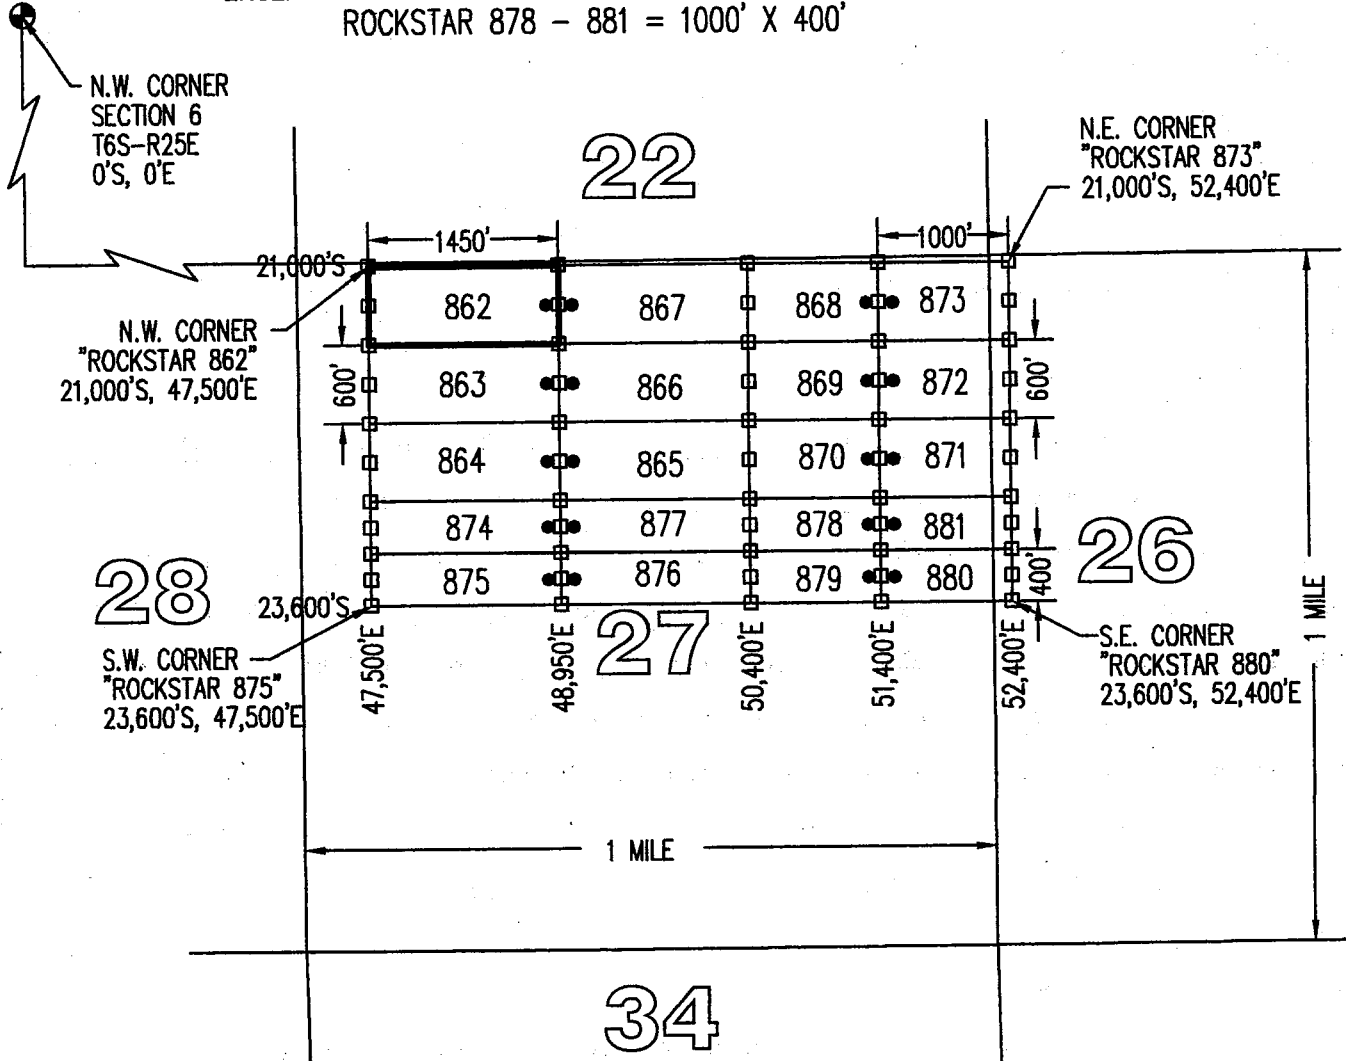 ROCKSTAR 878 - 881 = 1000' X 400'
N.W. CORNER
SECTION 6
T6S-R25E
0'S, 0'E
22
N.E. CORNER
"ROCKSTAR 873"
21,000'S, 52,400'E
1450'
1000'
21,000'S
862
867
868
873
N.W. CORNER
"ROCKSTAR 862"
21,000'S, 47,500'E
600'
863
866
869
872
600'
864
865
870
871
874
877
878
881
28
26
875
876
879
880
400'
1 MILE
23,600'S
27
S.W. CORNER
"ROCKSTAR 875"
23,600'S, 47,500'E
47,500'E
48,950'E
50,400'E
51,400'E
52,400'E
S.E. CORNER
"ROCKSTAR 880"
23,600'S, 52,400'E
1 MILE
34